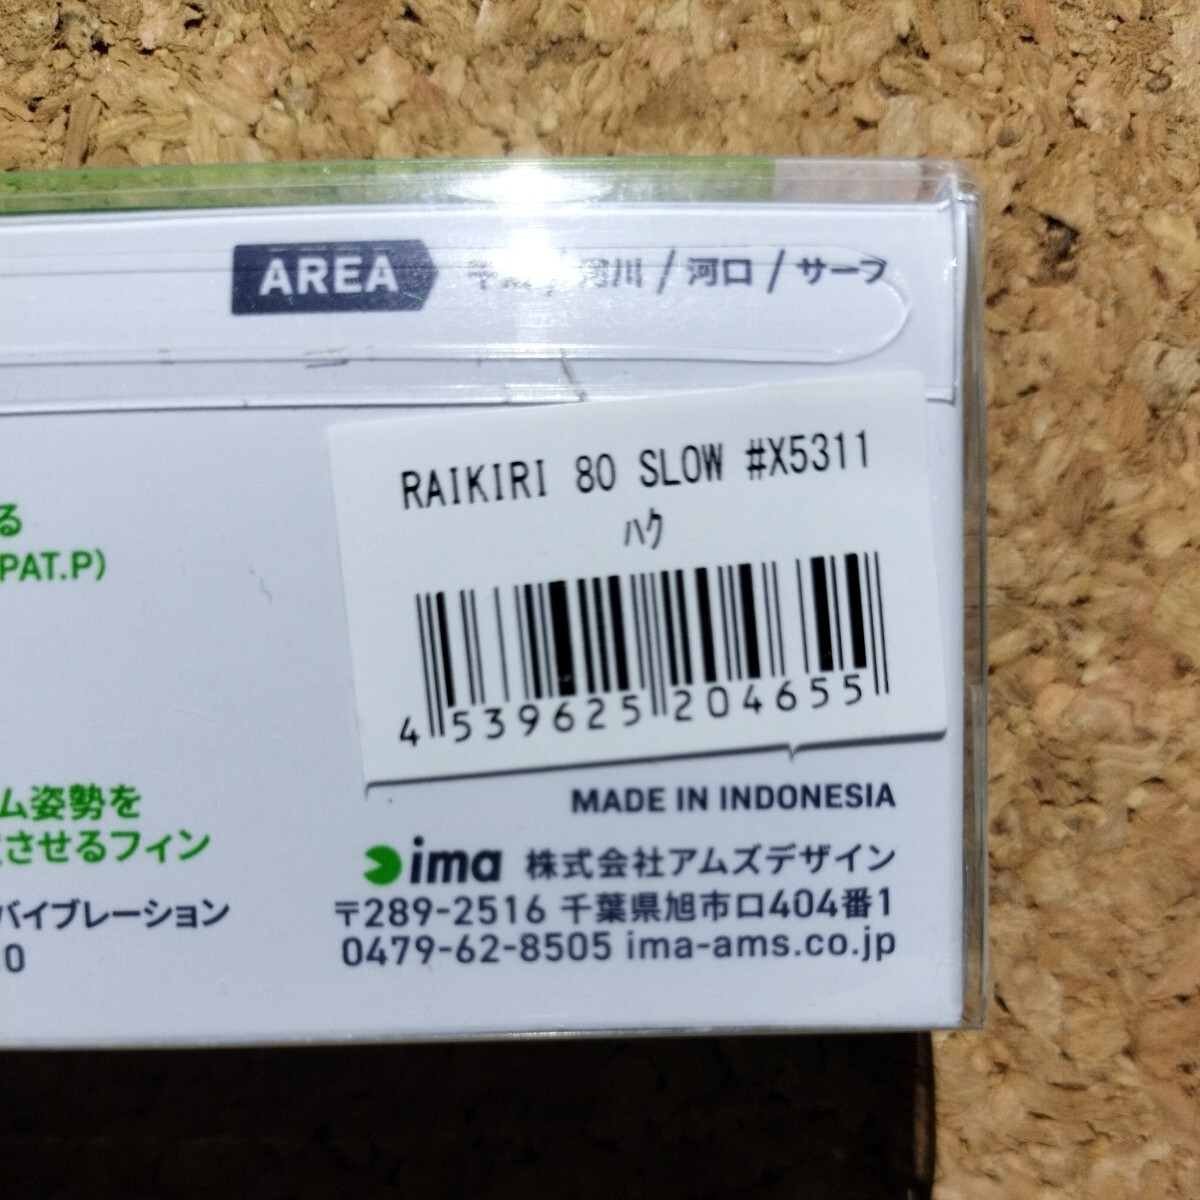 AREA 河川 / 河口 / サーフ
RAIKIRI 80 SLOW #X5311
ﾊｸ
4 539625 204655
る
PAT.P)
MADE IN INDONESIA
ム姿勢を
させるフィン
ima 株式会社アムズデザイン
バイブレーション
〒289-2516 千葉県旭市口404番1
0479-62-8505 ima-ams.co.jp